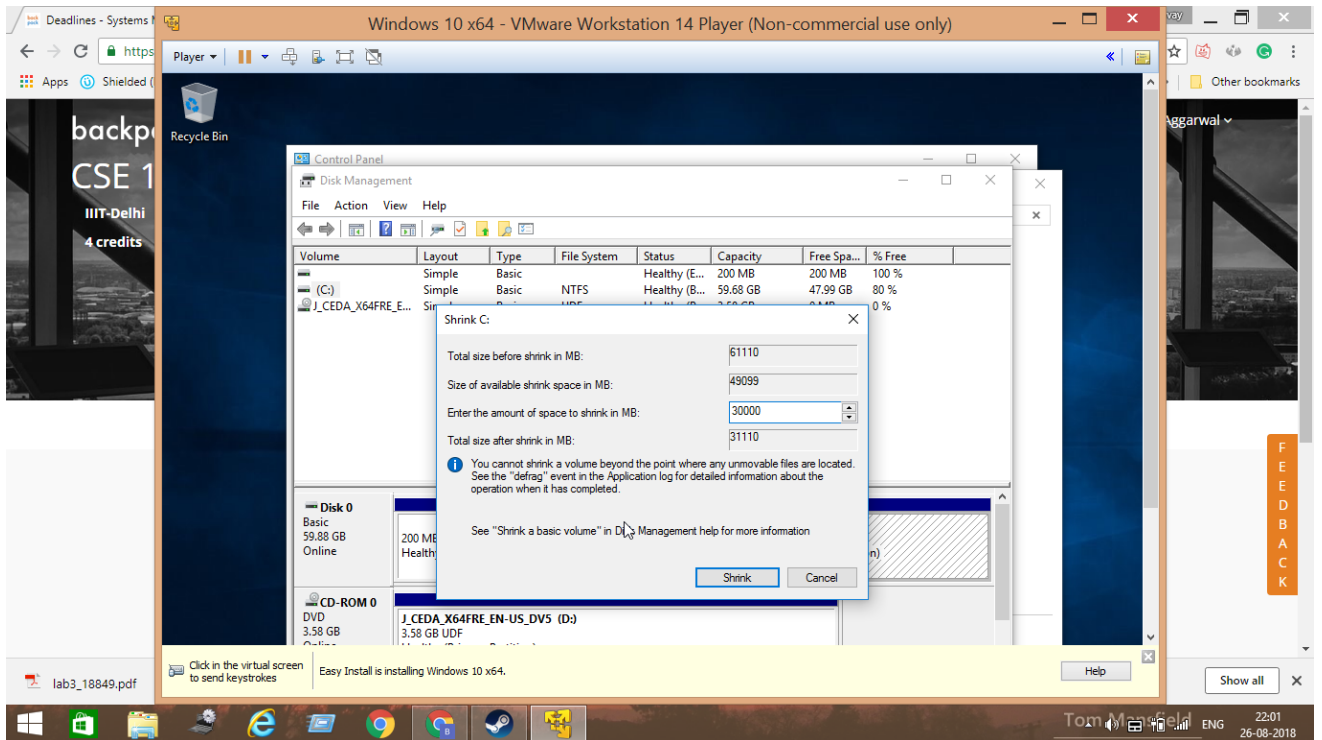 Deadlines - Systems
Windows 10 x64 - VMware Workstation 14 Player (Non-commercial use only)
https
Player
Apps
Shielded (
Other bookmarks
backp
CSE 1
IIIT-Delhi
4 credits
Aggarwal
Recycle Bin
Control Panel
Disk Management
File Action View Help
Volume Layout Type File System Status Capacity Free Spa... % Free
Simple Basic Healthy (E... 200 MB 200 MB 100 %
(C:) Simple Basic NTFS Healthy (B... 59.68 GB 47.99 GB 80 %
J_CEDA_X64FRE_E... 0 %
Shrink C:
Total size before shrink in MB: 61110
Size of available shrink space in MB: 49099
Enter the amount of space to shrink in MB: 30000
Total size after shrink in MB: 31110
You cannot shrink a volume beyond the point where any unmovable files are located.
See the "defrag" event in the Application log for detailed information about the
operation when it has completed.
See "Shrink a basic volume" in Disk Management help for more information
Shrink Cancel
Disk 0
Basic
59.88 GB
Online
200 MB
Health
n)
CD-ROM 0
DVD
3.58 GB
J_CEDA_X64FRE_EN-US_DV5 (D:)
3.58 GB UDF
Click in the virtual screen
to send keystrokes
Easy Install is installing Windows 10 x64.
Help
FEEDBACK
lab3_18849.pdf
Show all
Tom Mansfield
ENG
22:01
26-08-2018